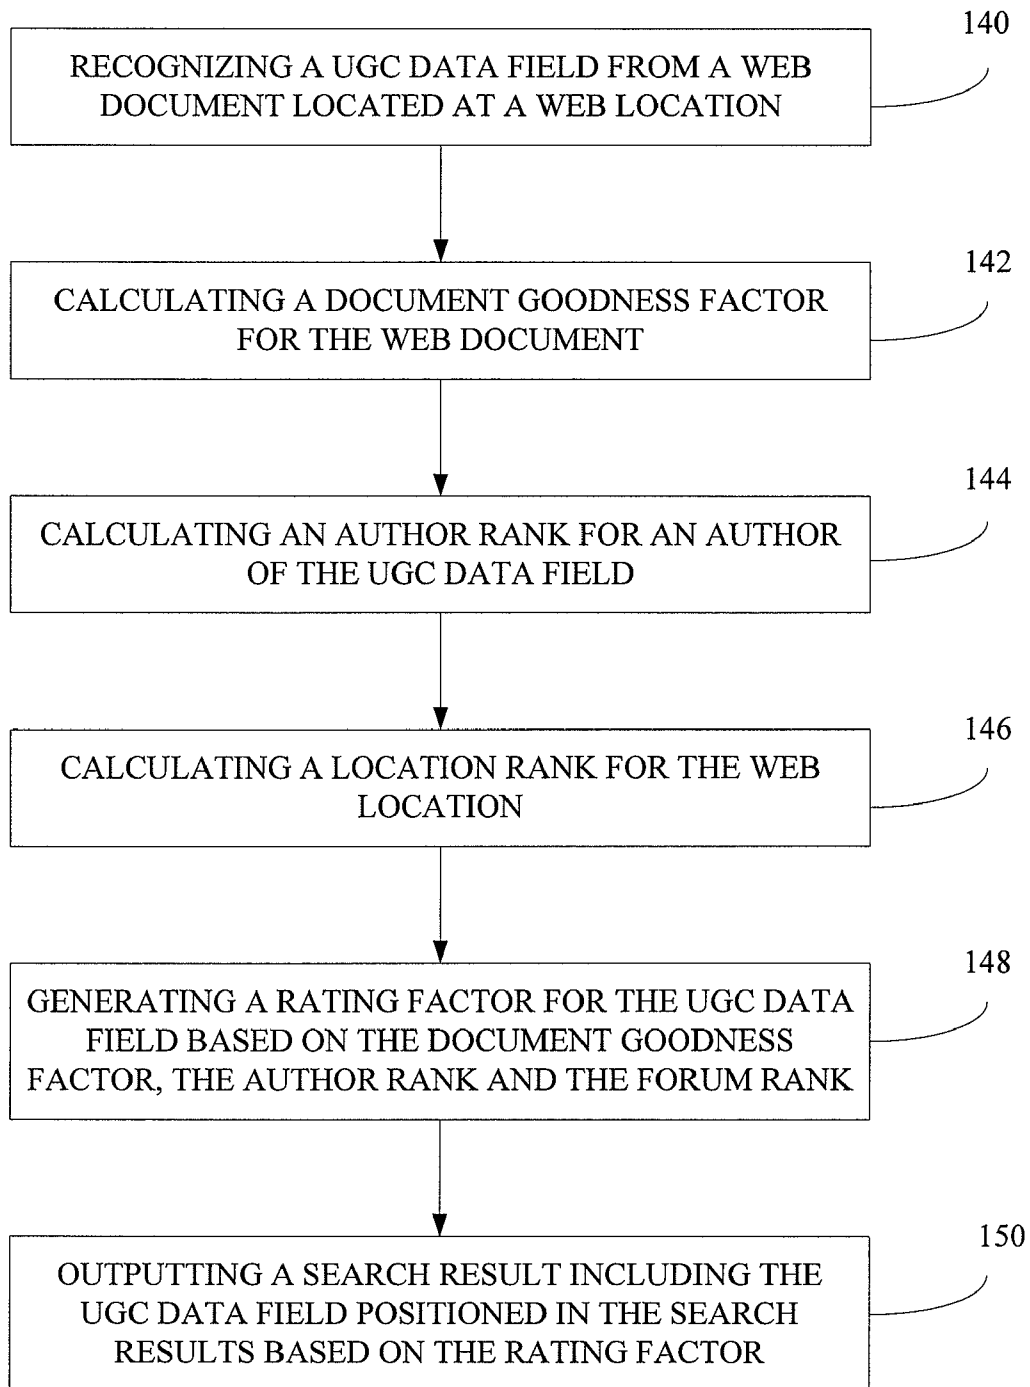 140
RECOGNIZING A UGC DATA FIELD FROM A WEB
DOCUMENT LOCATED AT A WEB LOCATION
142
CALCULATING A DOCUMENT GOODNESS FACTOR
FOR THE WEB DOCUMENT
144
CALCULATING AN AUTHOR RANK FOR AN AUTHOR
OF THE UGC DATA FIELD
146
CALCULATING A LOCATION RANK FOR THE WEB
LOCATION
148
GENERATING A RATING FACTOR FOR THE UGC DATA
FIELD BASED ON THE DOCUMENT GOODNESS
FACTOR, THE AUTHOR RANK AND THE FORUM RANK
150
OUTPUTTING A SEARCH RESULT INCLUDING THE
UGC DATA FIELD POSITIONED IN THE SEARCH
RESULTS BASED ON THE RATING FACTOR